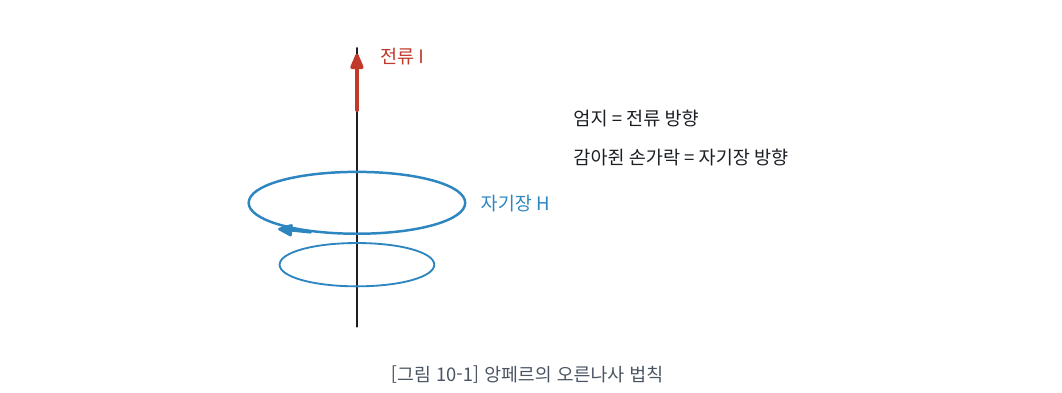 전류 I
엄지 = 전류 방향
감아쥔 손가락 = 자기장 방향
자기장 H
[그림 10-1] 앙페르의 오른나사 법칙